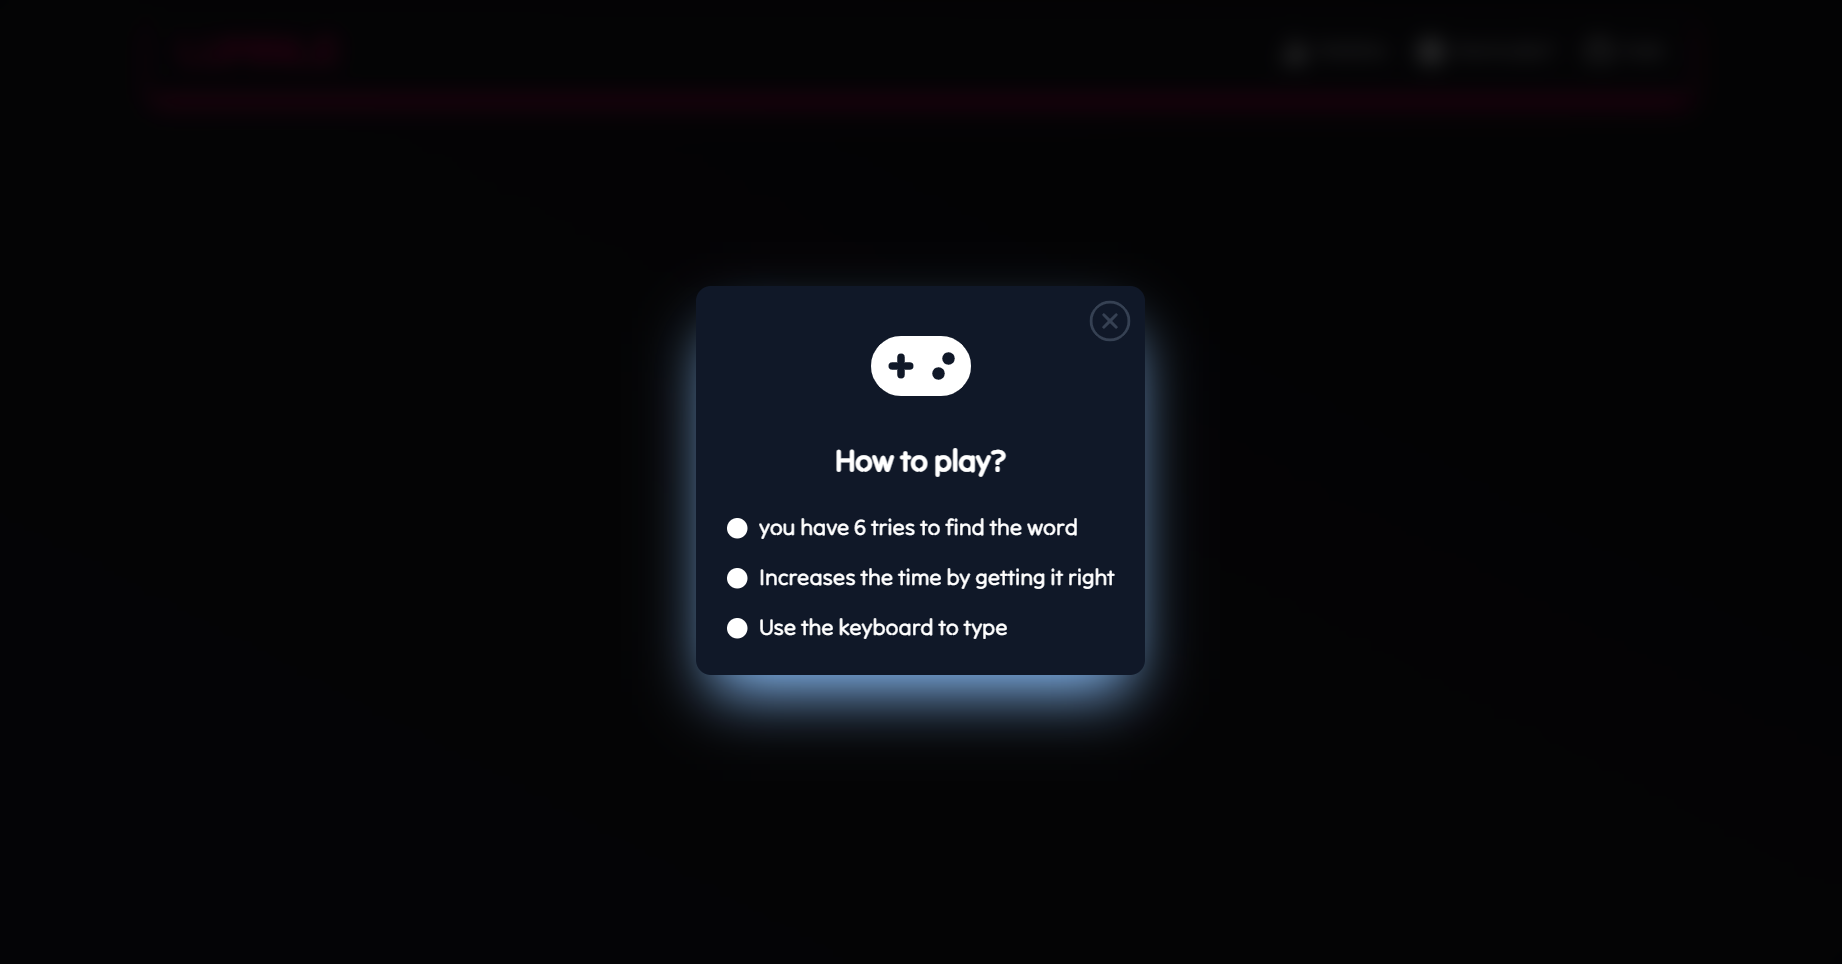 How to play?
you have 6 tries to find the word
Increases the time by getting it right
Use the keyboard to type